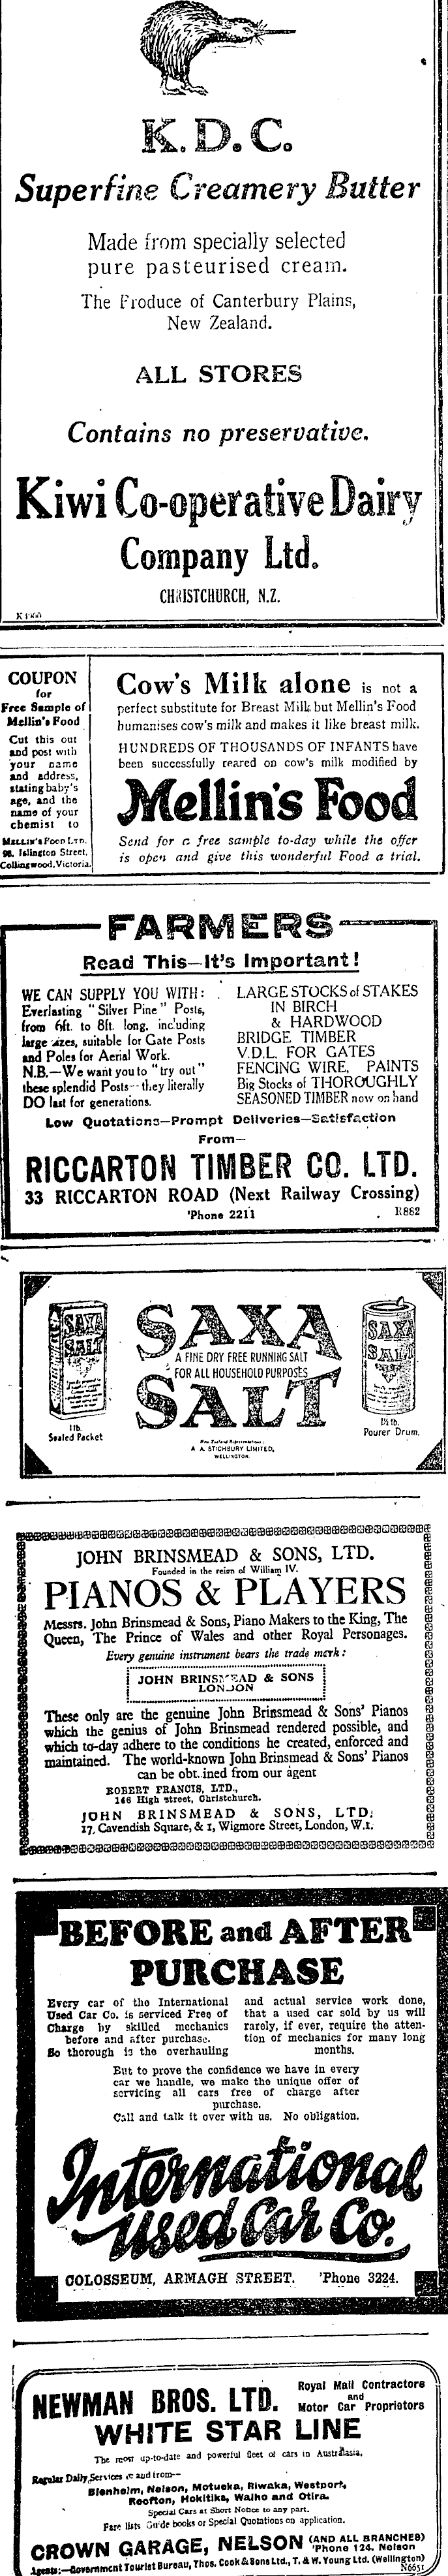 K.D.C.
Superfine Creamery Butter
Made from specially selected
pure pasteurised cream.
The Produce of Canterbury Plains,
New Zealand.
ALL STORES
Contains no preservative.
Kiwi Co-operative Dairy
Company Ltd.
CHRISTCHURCH, N.Z.
COUPON
for
Free Sample of
Mellin's Food
Cut this out
and post with
your name
and address,
stating baby's
age, and the
name of your
chemist to
MELLIN'S FOOD LTD.
98, Islington Street,
Collingwood, Victoria.
Cow's Milk alone is not a
perfect substitute for Breast Milk but Mellin's Food
humanises cow's milk and makes it like breast milk.
HUNDREDS OF THOUSANDS OF INFANTS have
been successfully reared on cow's milk modified by
Mellin's Food
Send for a free sample to-day while the offer
is open and give this wonderful Food a trial.
FARMERS
Read This—It's Important!
WE CAN SUPPLY YOU WITH:
Everlasting "Silver Pine" Posts,
from 6ft. to 8ft. long, including
large sizes, suitable for Gate Posts
and Poles for Aerial Work.
N.B.—We want you to "try out"
these splendid Posts—they literally
DO last for generations.
LARGE STOCKS of STAKES
IN BIRCH
& HARDWOOD
BRIDGE TIMBER
V.D.L. FOR GATES
FENCING WIRE, PAINTS
Big Stocks of THOROUGHLY
SEASONED TIMBER now on hand
Low Quotations—Prompt Deliveries—Satisfaction
From—
RICCARTON TIMBER CO. LTD.
33 RICCARTON ROAD (Next Railway Crossing)
'Phone 2211 R882
SAXA
SALT
1lb.
Sealed Packet
SAXA
A FINE DRY FREE RUNNING SALT
FOR ALL HOUSEHOLD PURPOSES
SALT
New Zealand Representatives:
A. A. STICHBURY LIMITED,
WELLINGTON.
SAXA
SALT
1½ lb.
Pourer Drum.
JOHN BRINSMEAD & SONS, LTD.
Founded in the reign of William IV.
PIANOS & PLAYERS
Messrs. John Brinsmead & Sons, Piano Makers to the King, The
Queen, The Prince of Wales and other Royal Personages.
Every genuine instrument bears the trade mark:
JOHN BRINSMEAD & SONS
LONDON
These only are the genuine John Brinsmead & Sons' Pianos
which the genius of John Brinsmead rendered possible, and
which to-day adhere to the conditions he created, enforced and
maintained. The world-known John Brinsmead & Sons' Pianos
can be obtained from our agent
ROBERT FRANCIS, LTD.,
146 High street, Christchurch.
JOHN BRINSMEAD & SONS, LTD.
17, Cavendish Square, & 1, Wigmore Street, London, W.1.
BEFORE and AFTER
PURCHASE
Every car of the International
Used Car Co. is serviced Free of
Charge by skilled mechanics
before and after purchase.
So thorough is the overhauling
and actual service work done,
that a used car sold by us will
rarely, if ever, require the atten-
tion of mechanics for many long
months.
But to prove the confidence we have in every
car we handle, we make the unique offer of
servicing all cars free of charge after
purchase.
Call and talk it over with us. No obligation.
International
Used Car Co.
COLOSSEUM, ARMAGH STREET. 'Phone 3224.
NEWMAN BROS. LTD.
Royal Mail Contractors
and
Motor Car Proprietors
WHITE STAR LINE
The most up-to-date and powerful fleet of cars in Australasia.
Regular Daily Services to and from—
Blenheim, Nelson, Motueka, Riwaka, Westport,
Reefton, Hokitika, Waiho and Otira.
Special Cars at Short Notice to any part.
Fare lists Guide books or Special Quotations on application.
CROWN GARAGE, NELSON (AND ALL BRANCHES)
'Phone 124. Nelson
Agents:—Government Tourist Bureau, Thos. Cook & Sons Ltd., T. & W. Young Ltd. (Wellington)
N6651